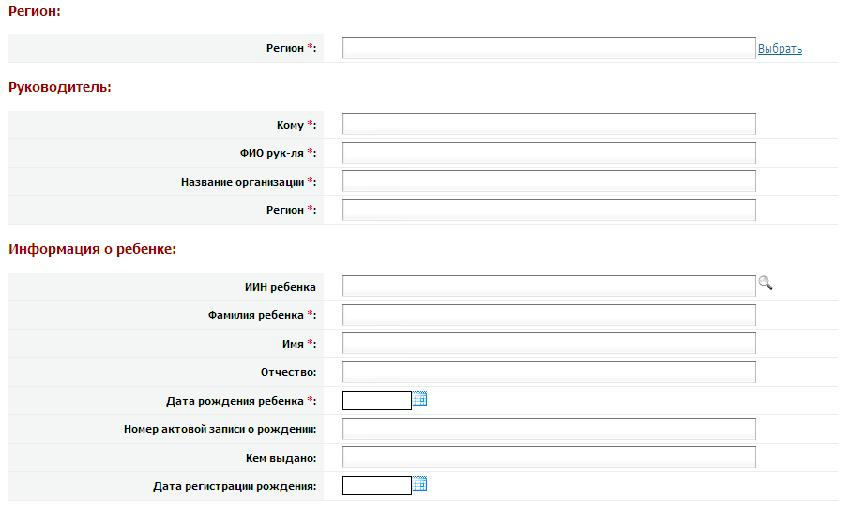 Регион:
Регион *: Выбрать
Руководитель:
Кому *:
ФИО рук-ля *:
Название организации *:
Регион *:
Информация о ребенке:
ИИН ребенка
Фамилия ребенка *:
Имя *:
Отчество:
Дата рождения ребенка *:
Номер актовой записи о рождении:
Кем выдано:
Дата регистрации рождения: